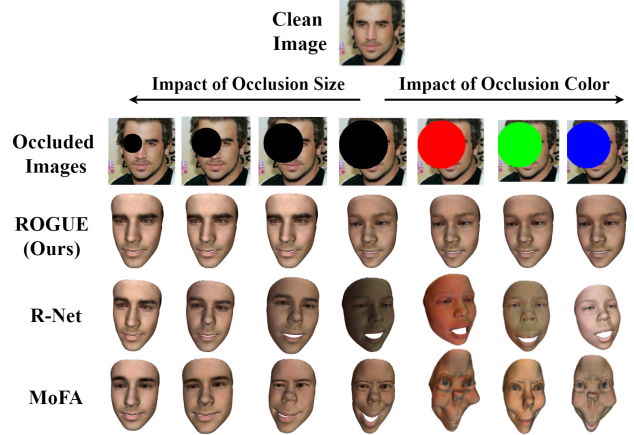 Clean
Image
Impact of Occlusion Size
Impact of Occlusion Color
Occluded
Images
ROGUE
(Ours)
R-Net
MoFA